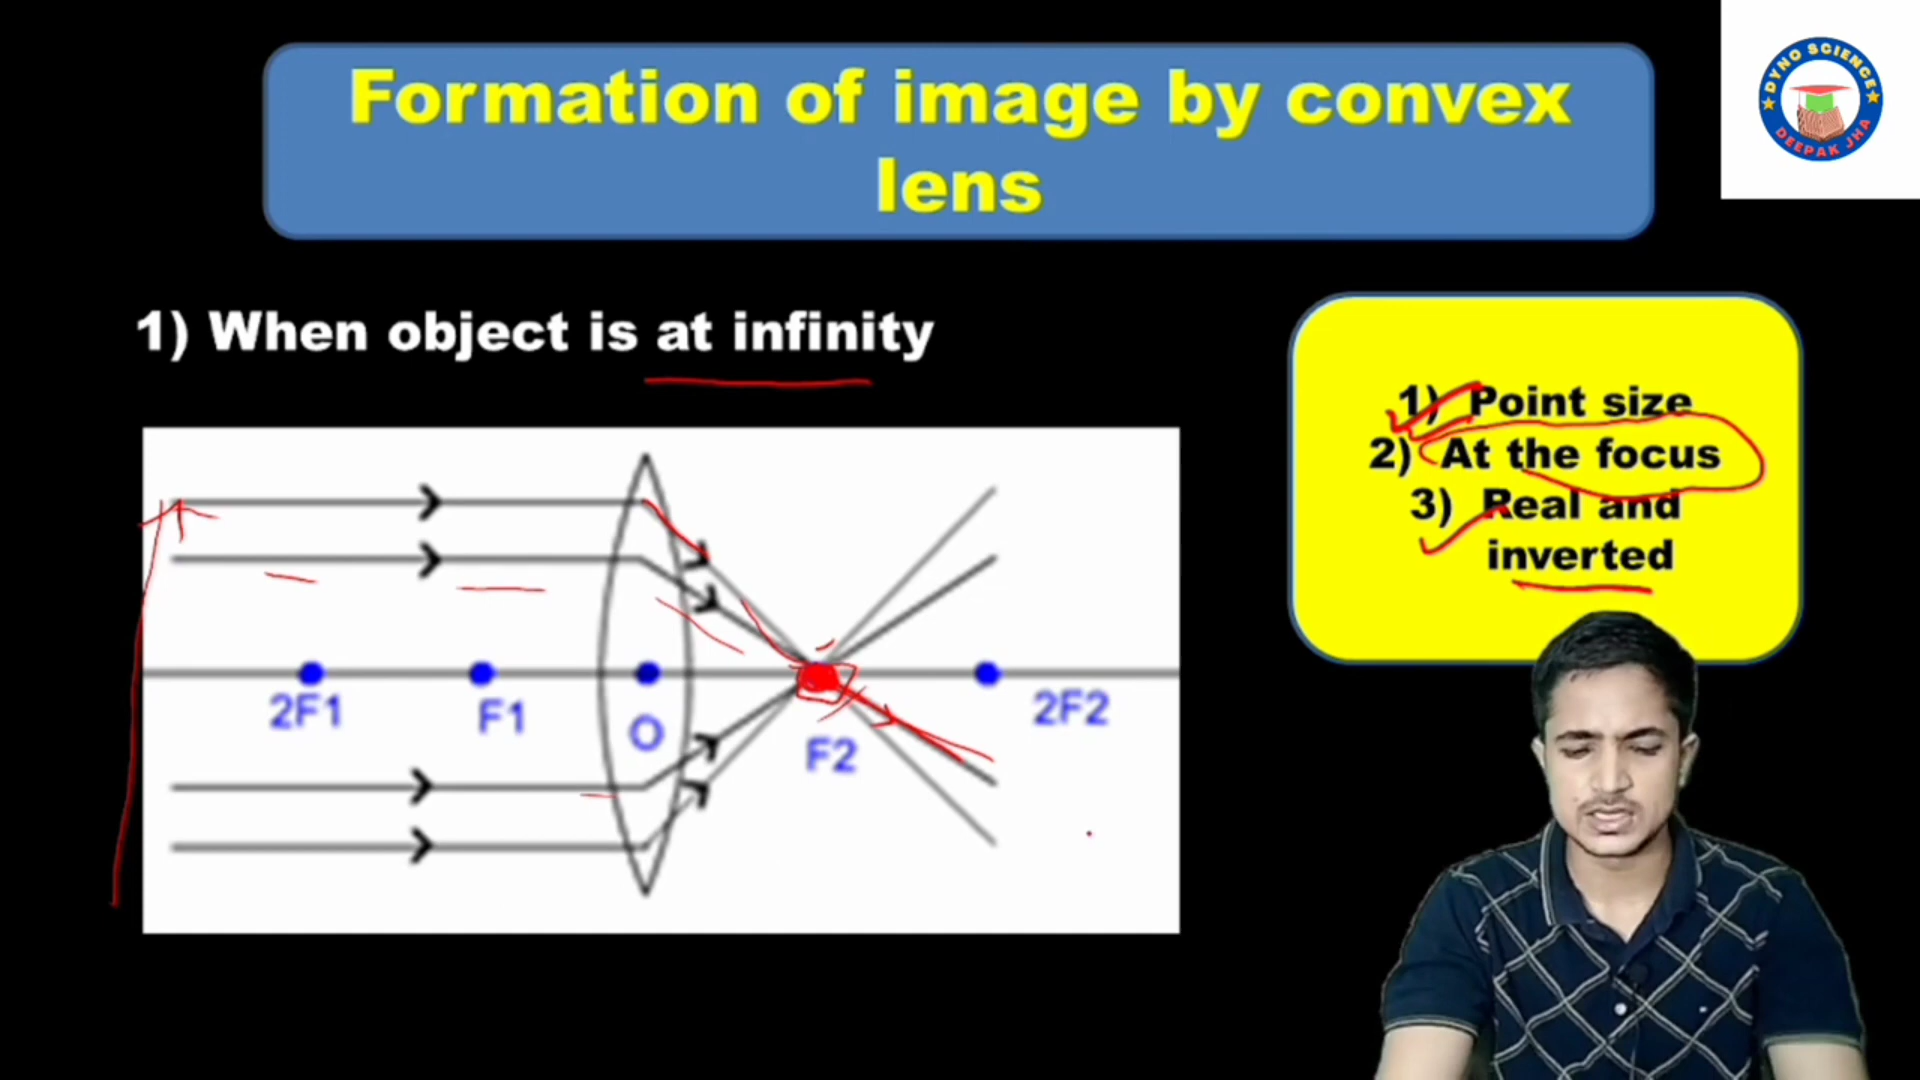 Formation of image by convex
lens
DYNO SCIENCE
DEEPAK JHA
1) When object is at infinity
1) Point size
2) At the focus
3) Real and
inverted
2F1
F1
O
F2
2F2